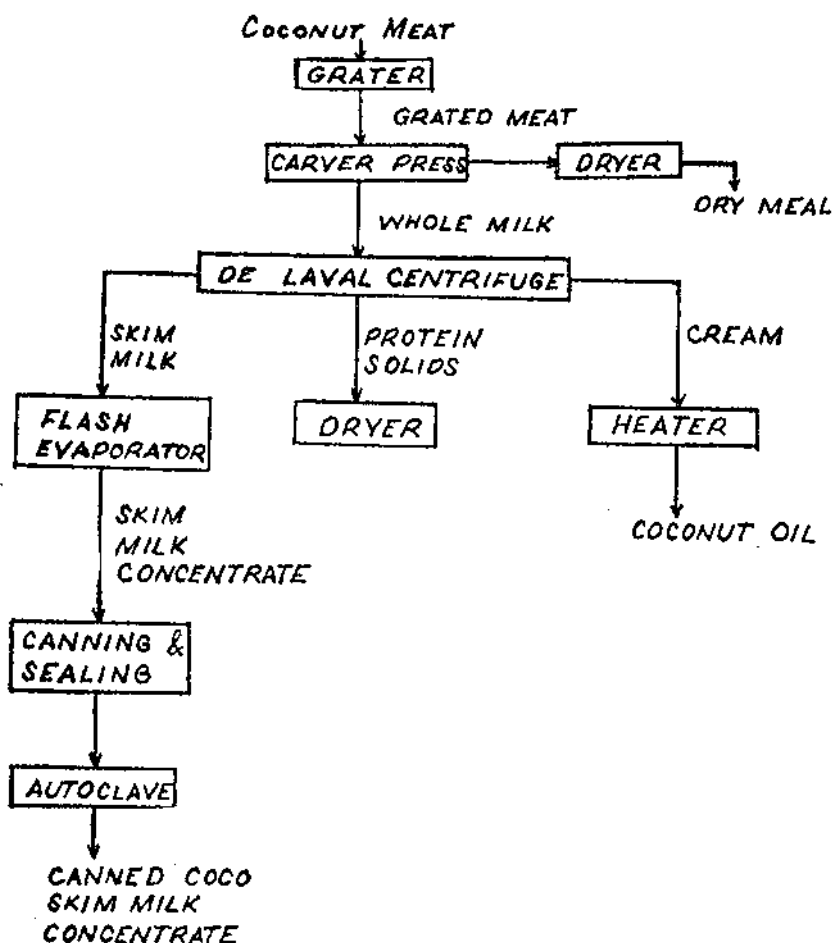 COCONUT MEAT
GRATER
GRATED MEAT
CARVER PRESS
DRYER
DRY MEAL
WHOLE MILK
DE LAVAL CENTRIFUGE
SKIM
MILK
PROTEIN
SOLIDS
CREAM
FLASH
EVAPORATOR
DRYER
HEATER
SKIM
MILK
CONCENTRATE
COCONUT OIL
CANNING &
SEALING
AUTOCLAVE
CANNED COCO
SKIM MILK
CONCENTRATE